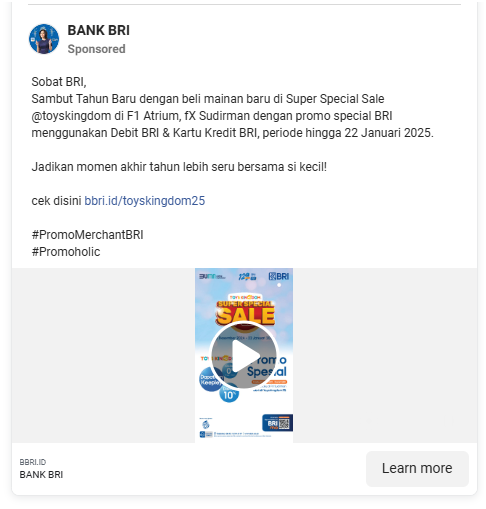 BANK BRI
Sponsored
Sobat BRI,
Sambut Tahun Baru dengan beli mainan baru di Super Special Sale
@toyskingdom di F1 Atrium, fX Sudirman dengan promo special BRI
menggunakan Debit BRI & Kartu Kredit BRI, periode hingga 22 Januari 2025.
Jadikan momen akhir tahun lebih seru bersama si kecil!
cek disini bbri.id/toyskingdom25
#PromoMerchantBRI
#Promoholic
BRI
TOYS KINGDOM
SUPER SPECIAL
SALE
Promo
Spesial
10%
BRI
BBRI.ID
BANK BRI
Learn more